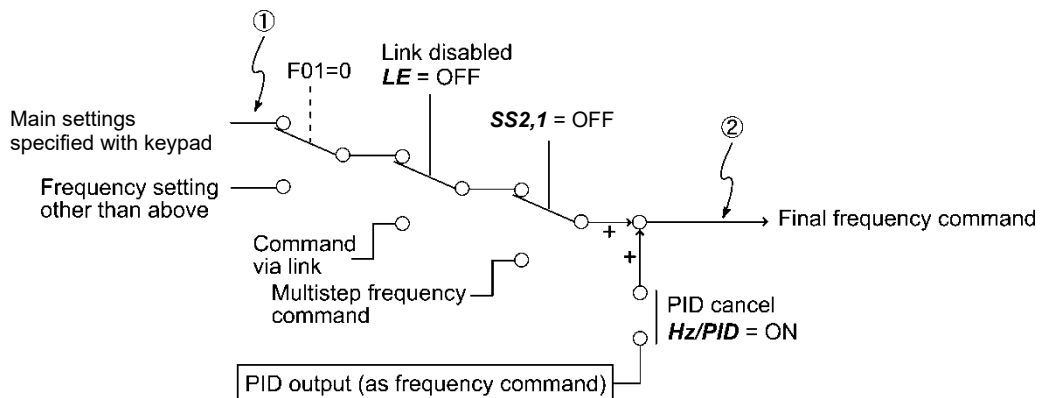 ①
F01=0
Link disabled
LE = OFF
SS2,1 = OFF
②
Main settings
specified with keypad
Frequency setting
other than above
Command
via link
Multistep frequency
command
+
+
Final frequency command
PID cancel
Hz/PID = ON
PID output (as frequency command)